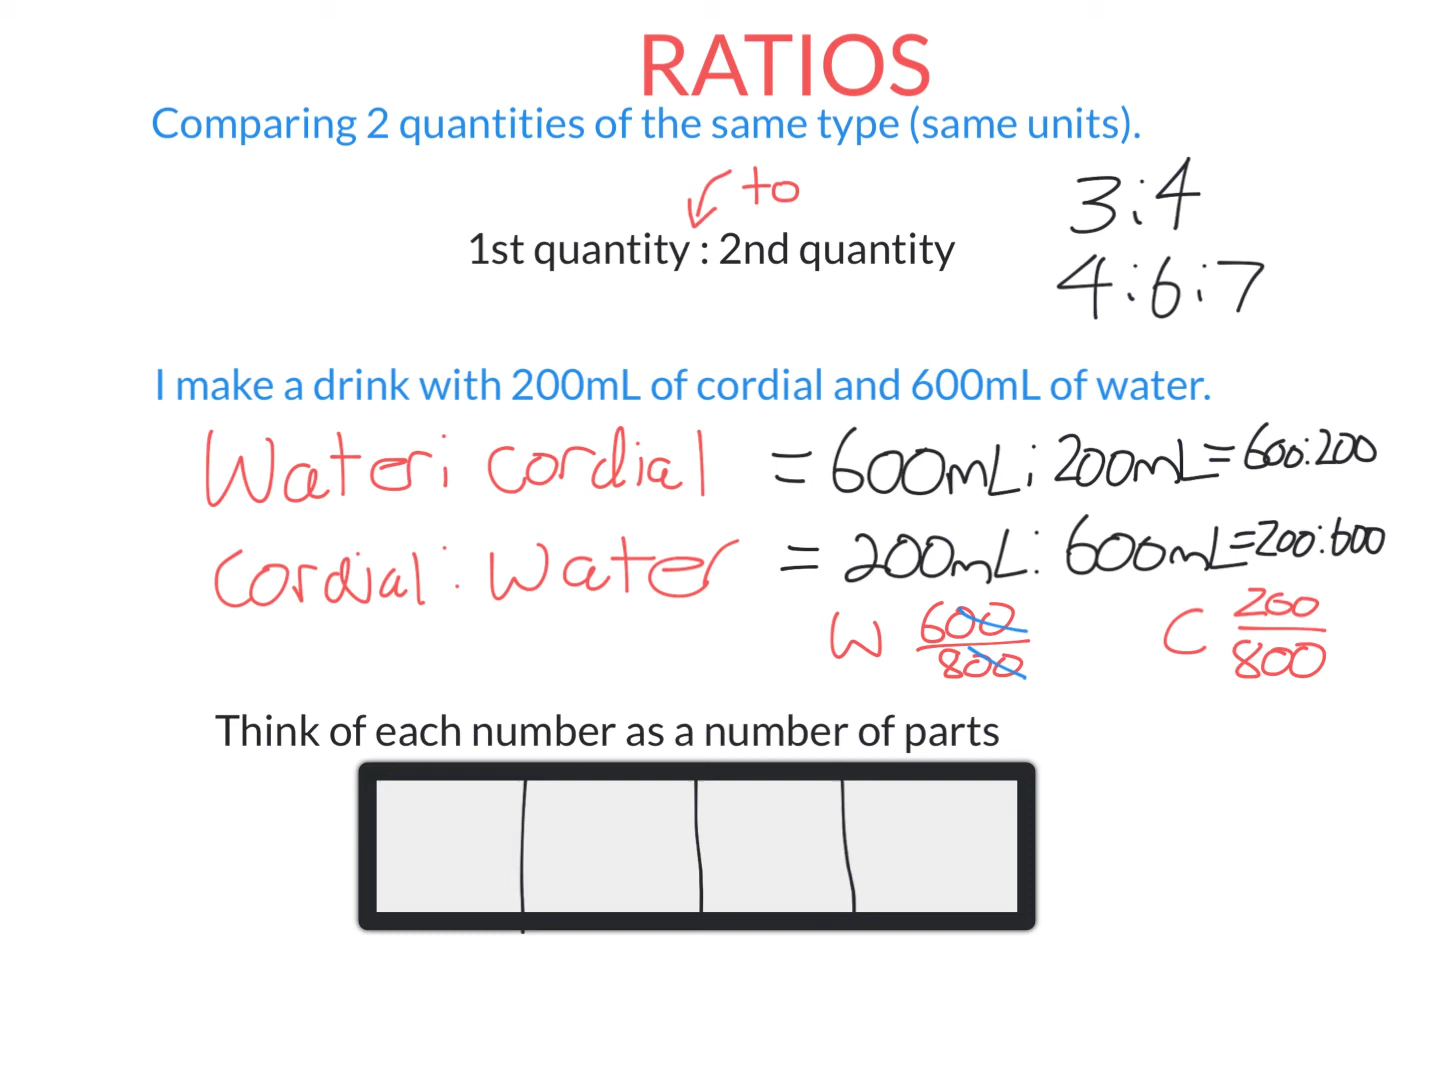 RATIOS
Comparing 2 quantities of the same type (same units).
to
1st quantity : 2nd quantity
3:4
4:6:7
I make a drink with 200mL of cordial and 600mL of water.
Water: cordial = 600mL: 200mL = 600:200
Cordial: Water = 200mL: 600mL = 200:600
W 600/800 C 200/800
Think of each number as a number of parts